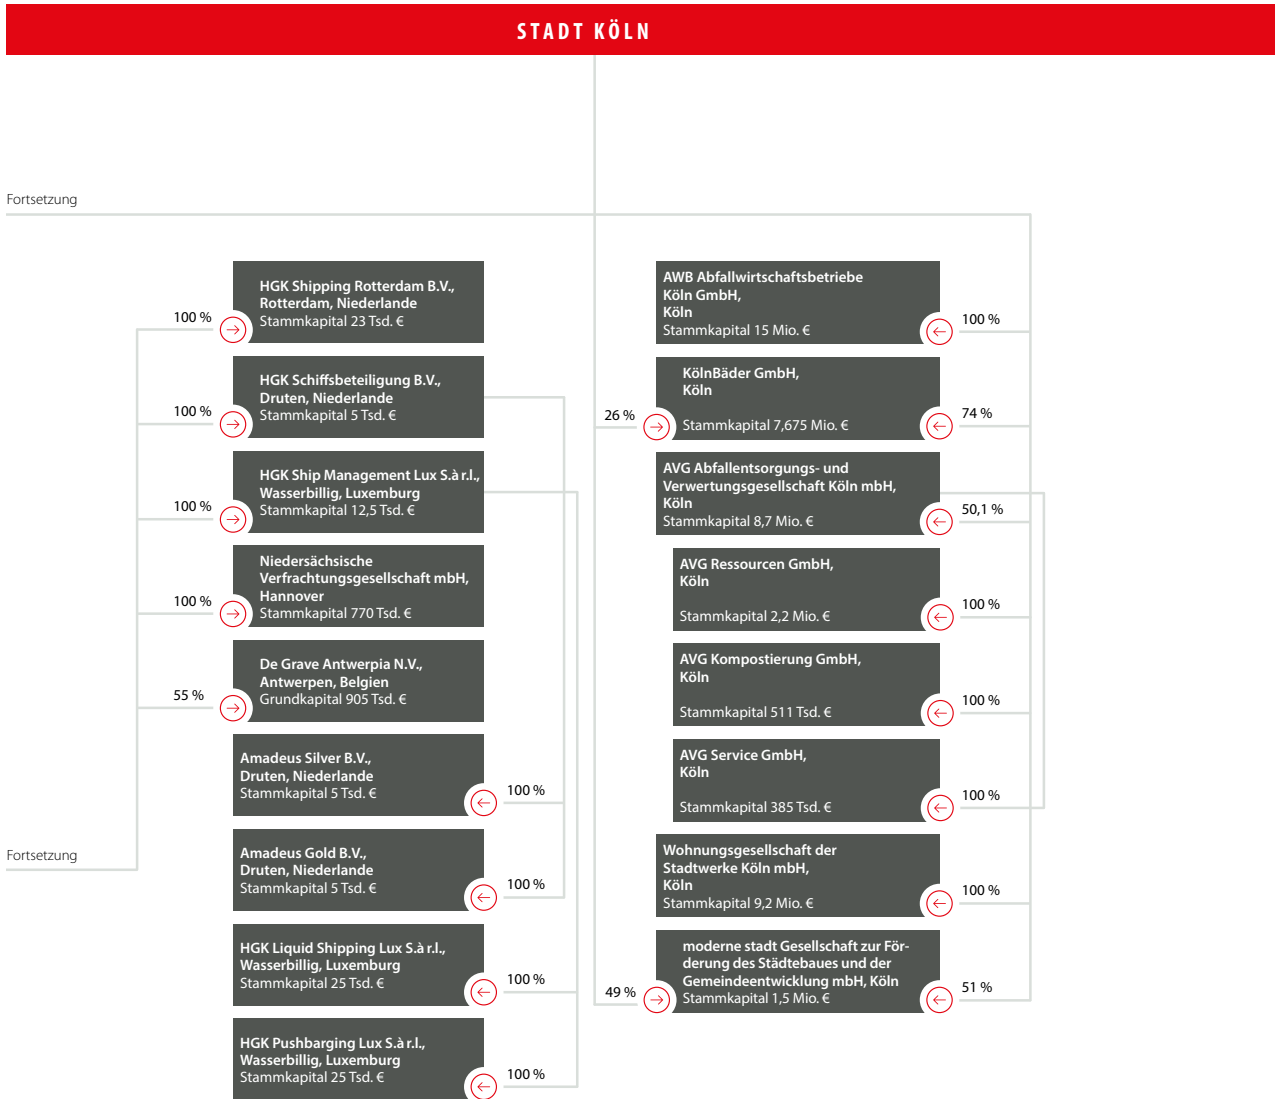 STADT KÖLN
Fortsetzung
HGK Shipping Rotterdam B.V.,
Rotterdam, Niederlande
Stammkapital 23 Tsd. €
100 %
HGK Schiffsbeteiligung B.V.,
Druten, Niederlande
Stammkapital 5 Tsd. €
100 %
HGK Ship Management Lux S.à r.l.,
Wasserbillig, Luxemburg
Stammkapital 12,5 Tsd. €
100 %
Niedersächsische
Verfrachtungsgesellschaft mbH,
Hannover
Stammkapital 770 Tsd. €
100 %
De Grave Antwerpia N.V.,
Antwerpen, Belgien
Grundkapital 905 Tsd. €
55 %
Amadeus Silver B.V.,
Druten, Niederlande
Stammkapital 5 Tsd. €
100 %
Fortsetzung
Amadeus Gold B.V.,
Druten, Niederlande
Stammkapital 5 Tsd. €
100 %
HGK Liquid Shipping Lux S.à r.l.,
Wasserbillig, Luxemburg
Stammkapital 25 Tsd. €
100 %
HGK Pushbarging Lux S.à r.l.,
Wasserbillig, Luxemburg
Stammkapital 25 Tsd. €
100 %
AWB Abfallwirtschaftsbetriebe
Köln GmbH,
Köln
Stammkapital 15 Mio. €
100 %
KölnBäder GmbH,
Köln
Stammkapital 7,675 Mio. €
26 %
74 %
AVG Abfallentsorgungs- und
Verwertungsgesellschaft Köln mbH,
Köln
Stammkapital 8,7 Mio. €
50,1 %
AVG Ressourcen GmbH,
Köln
Stammkapital 2,2 Mio. €
100 %
AVG Kompostierung GmbH,
Köln
Stammkapital 511 Tsd. €
100 %
AVG Service GmbH,
Köln
Stammkapital 385 Tsd. €
100 %
Wohnungsgesellschaft der
Stadtwerke Köln mbH,
Köln
Stammkapital 9,2 Mio. €
100 %
moderne stadt Gesellschaft zur För-
derung des Städtebaues und der
Gemeindeentwicklung mbH, Köln
Stammkapital 1,5 Mio. €
49 %
51 %